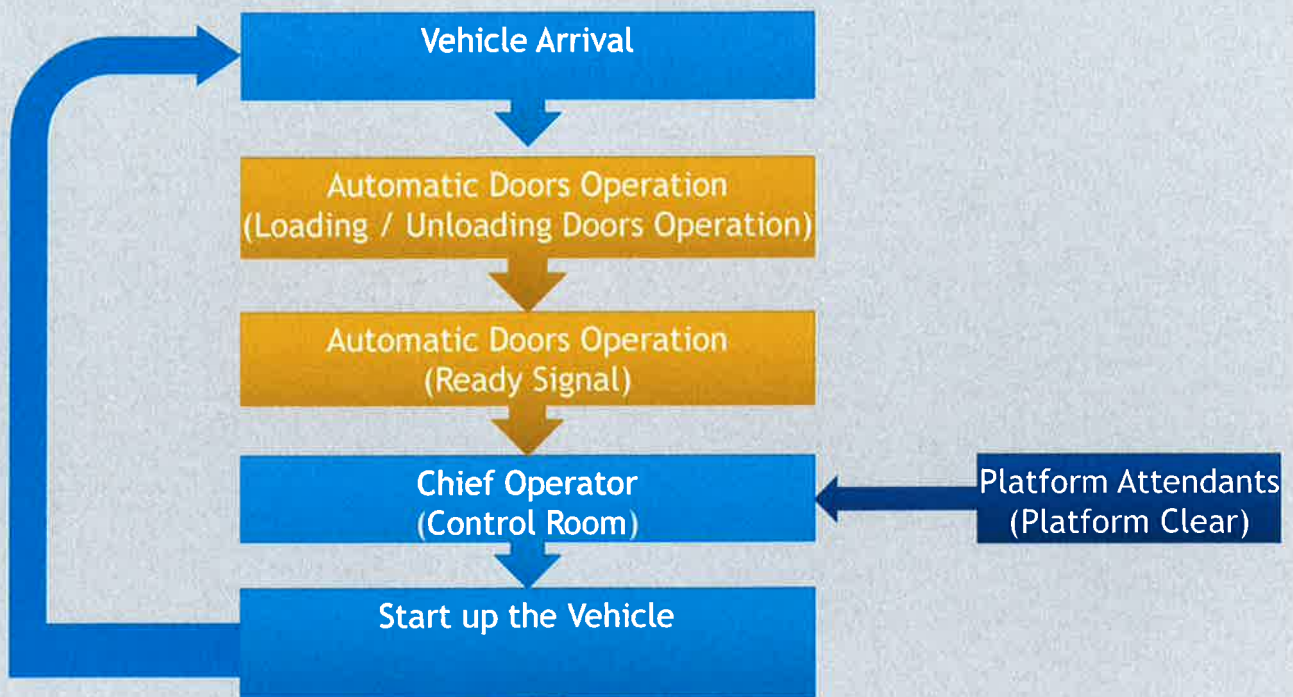 Vehicle Arrival
Automatic Doors Operation
(Loading / Unloading Doors Operation)
Automatic Doors Operation
(Ready Signal)
Chief Operator
(Control Room)
Platform Attendants
(Platform Clear)
Start up the Vehicle